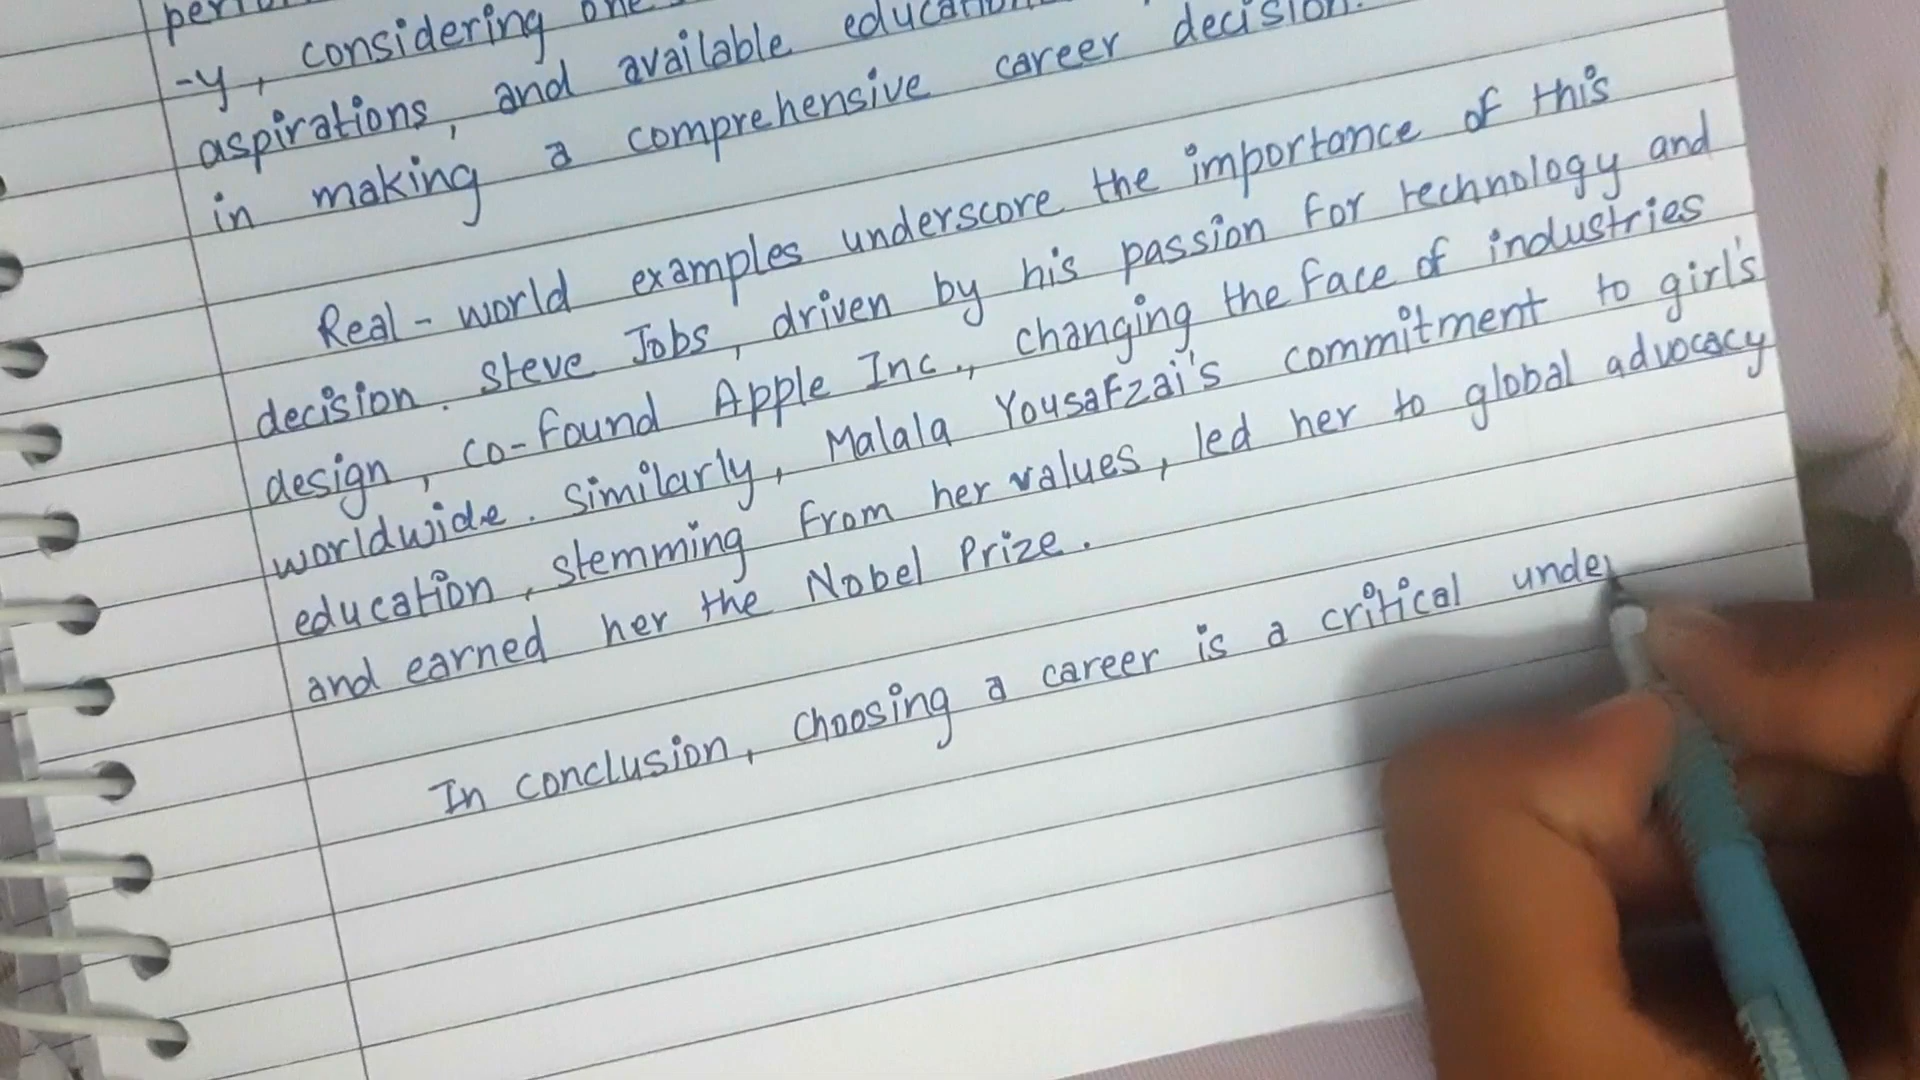 -y, considering one
aspirations, and available
in making a comprehensive career decision.
Real-world examples underscore the importance of this
decision. Steve Jobs, driven by his passion for technology and
design, co-found Apple Inc., changing the face of industries
worldwide. Similarly, Malala Yousafzai's commitment to girl's
education, stemming from her values, led her to global advocacy
and earned her the Nobel Prize.
In conclusion, choosing a career is a critical under